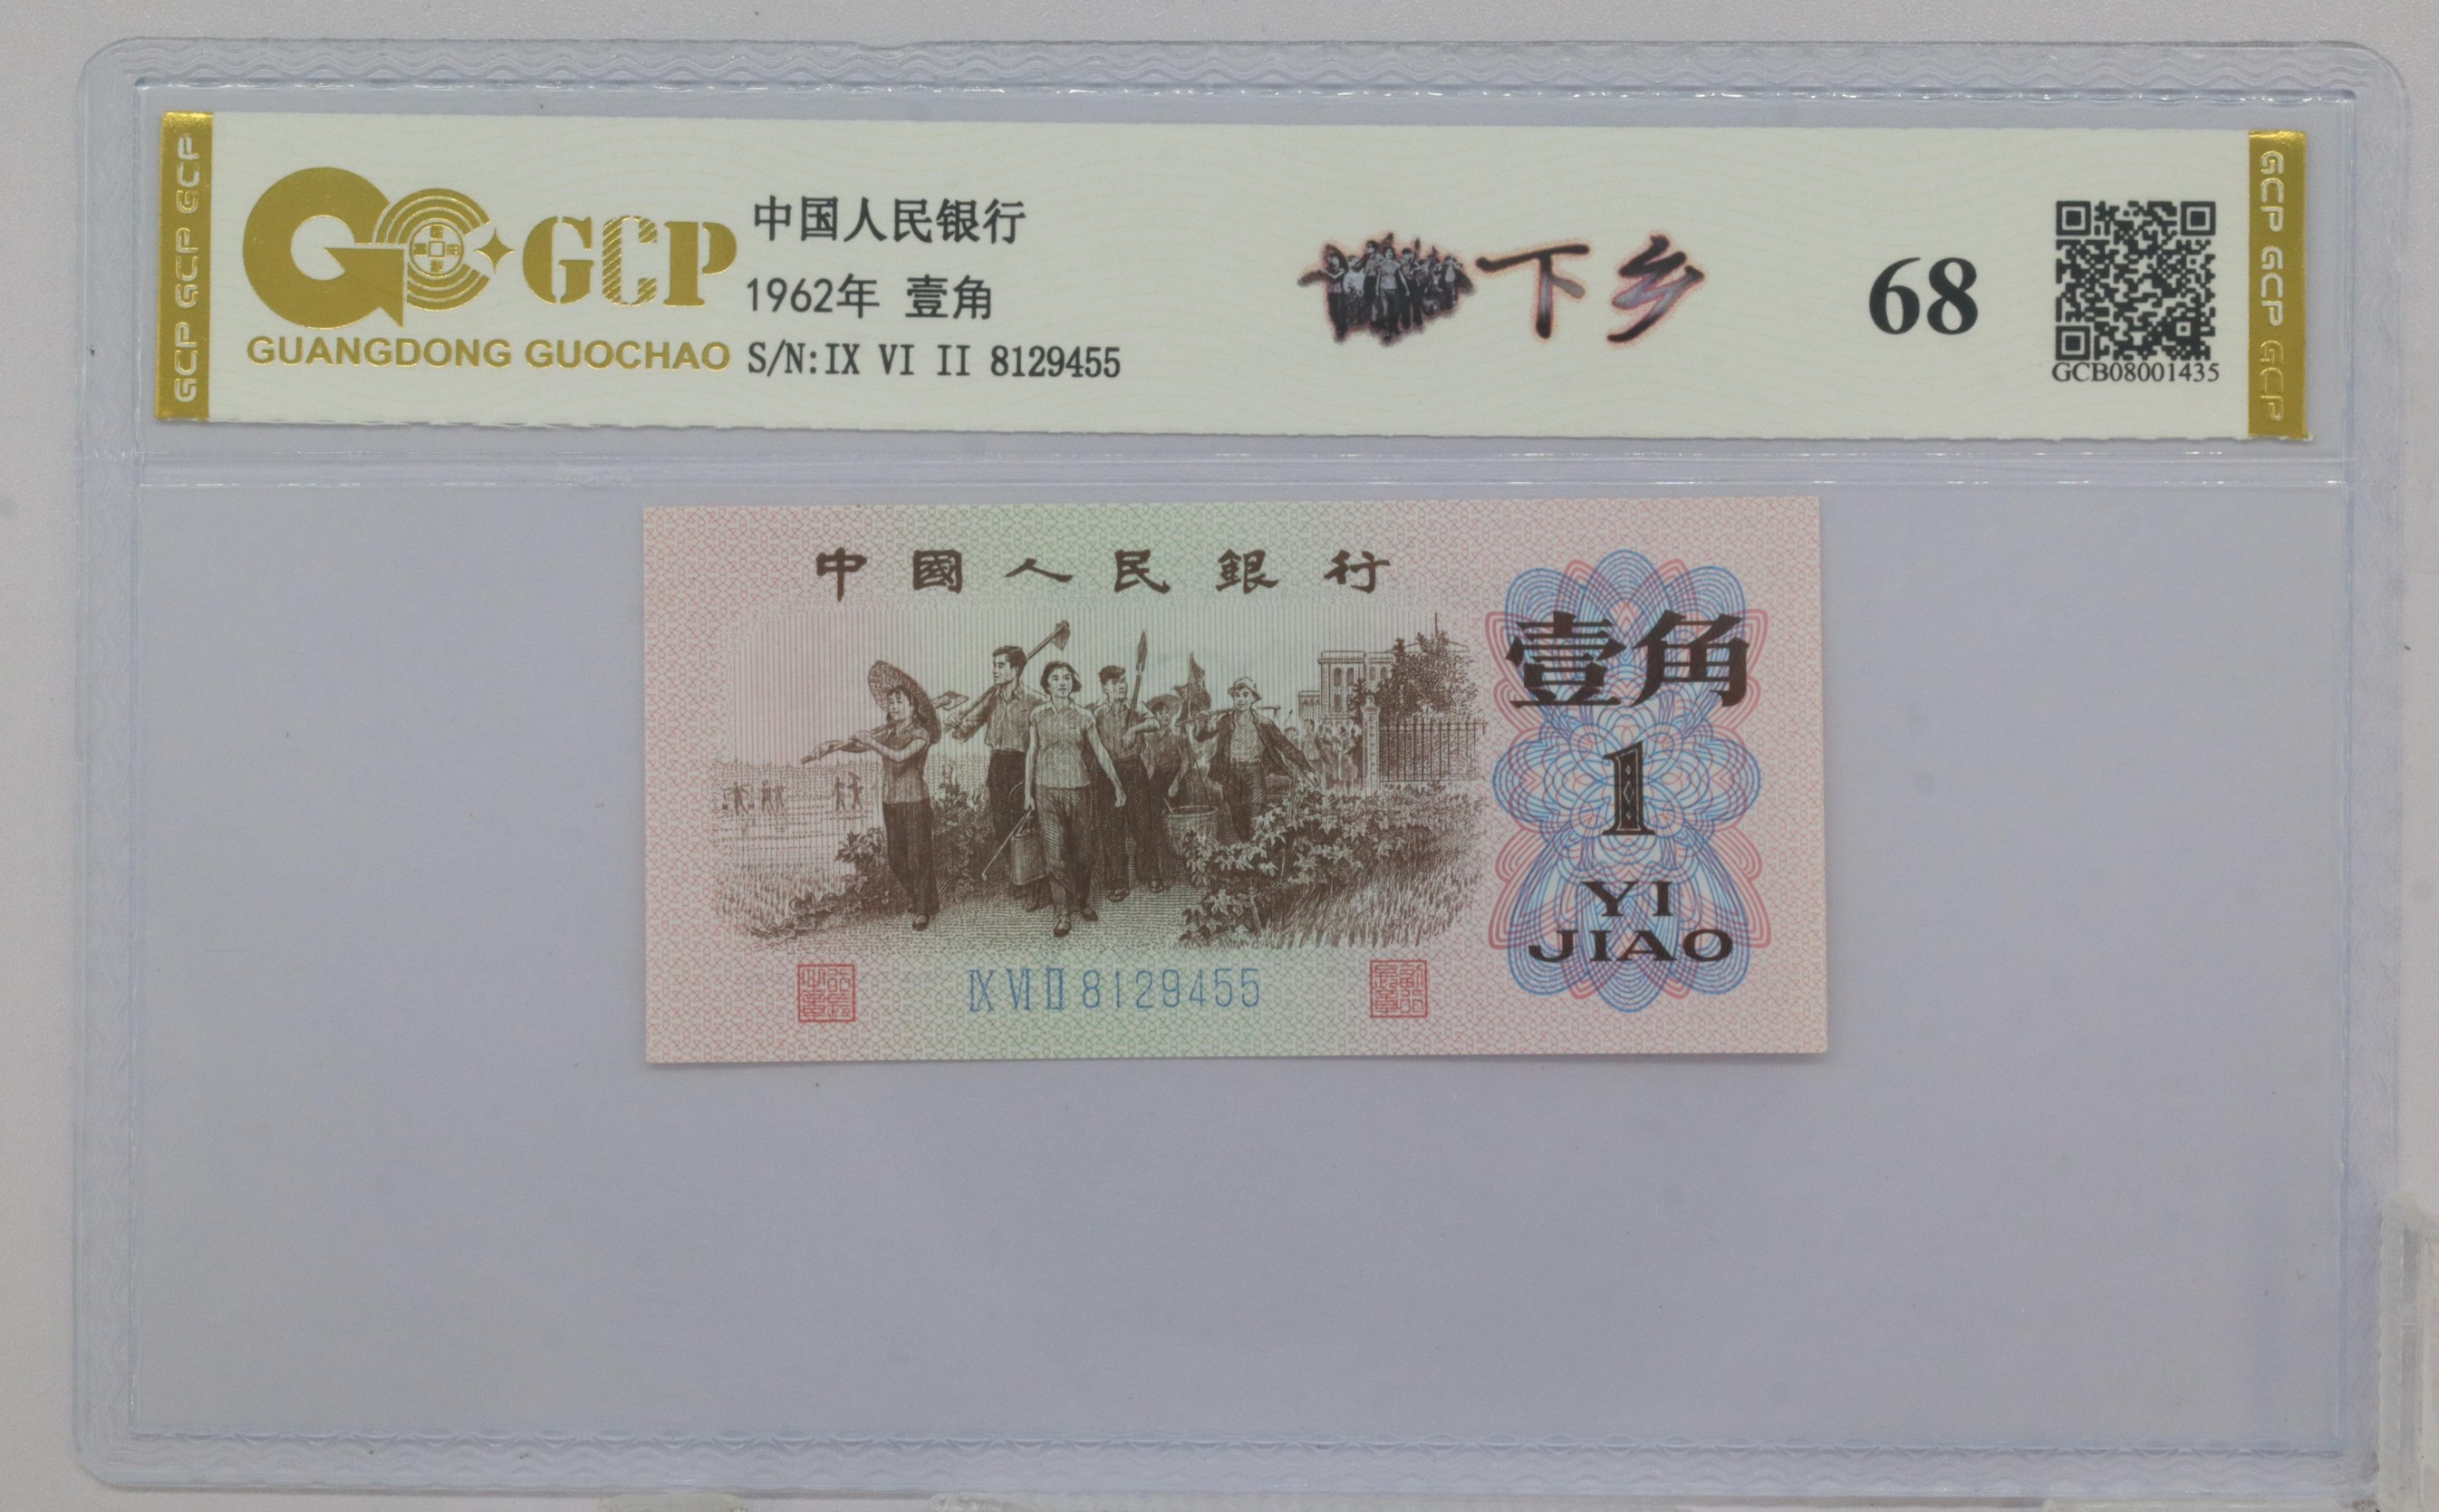 GCP GCP GCP
GCP
GUANGDONG GUOCHAO
中国人民银行
1962年 壹角
S/N:IX VI II 8129455
下乡
68
GCB08001435
GCP GCP GCP
中國人民銀行
壹角
1
YI
JIAO
IX VI II 8129455